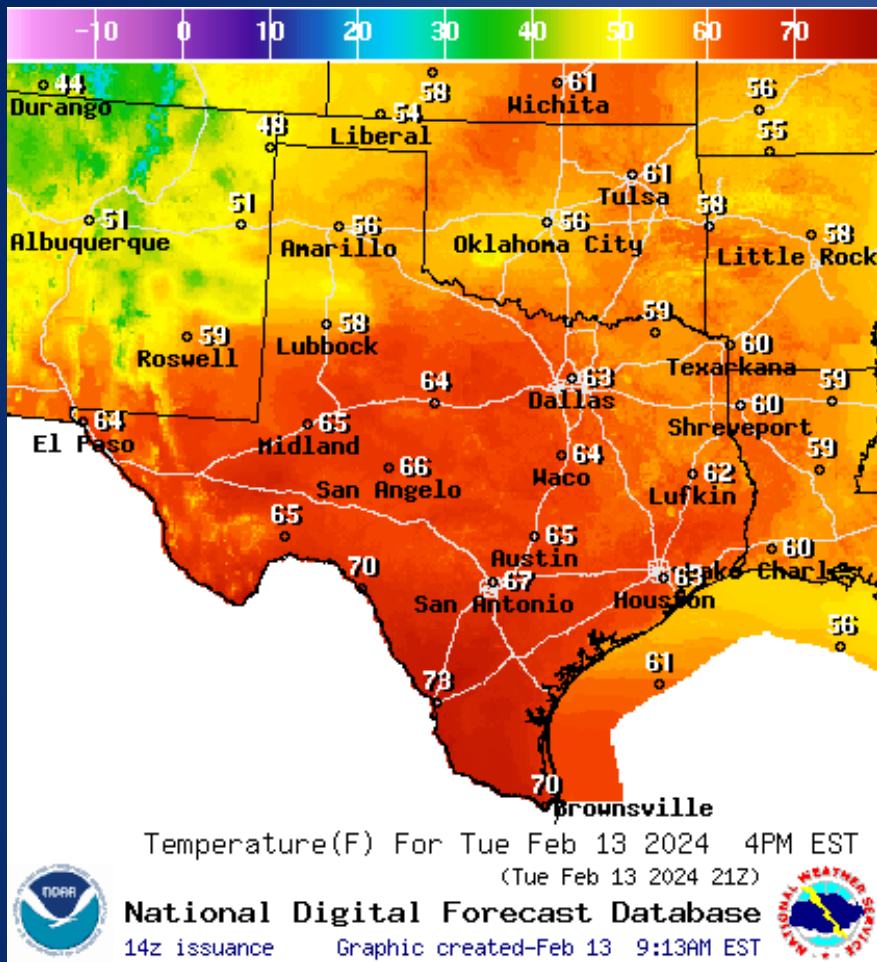 -10 0 10 20 30 40 50 60 70
44
Durango
58
61
Wichita
56
54
Liberal
48
55
61
Tulsa
51
Albuquerque
51
56
Amarillo
56
Oklahoma City
58
58
Little Rock
59
Roswell
58
Lubbock
59
60
Texarkana
64
El Paso
65
Midland
64
63
Dallas
60
Shreveport
59
66
San Angelo
64
Waco
62
Lufkin
59
65
70
65
Austin
67
San Antonio
63
Houston
60
Lake Charles
56
61
73
70
Brownsville
Temperature(F) For Tue Feb 13 2024 4PM EST
(Tue Feb 13 2024 21Z)
National Digital Forecast Database
14z issuance Graphic created-Feb 13 9:13AM EST
NOAA
NATIONAL WEATHER SERVICE